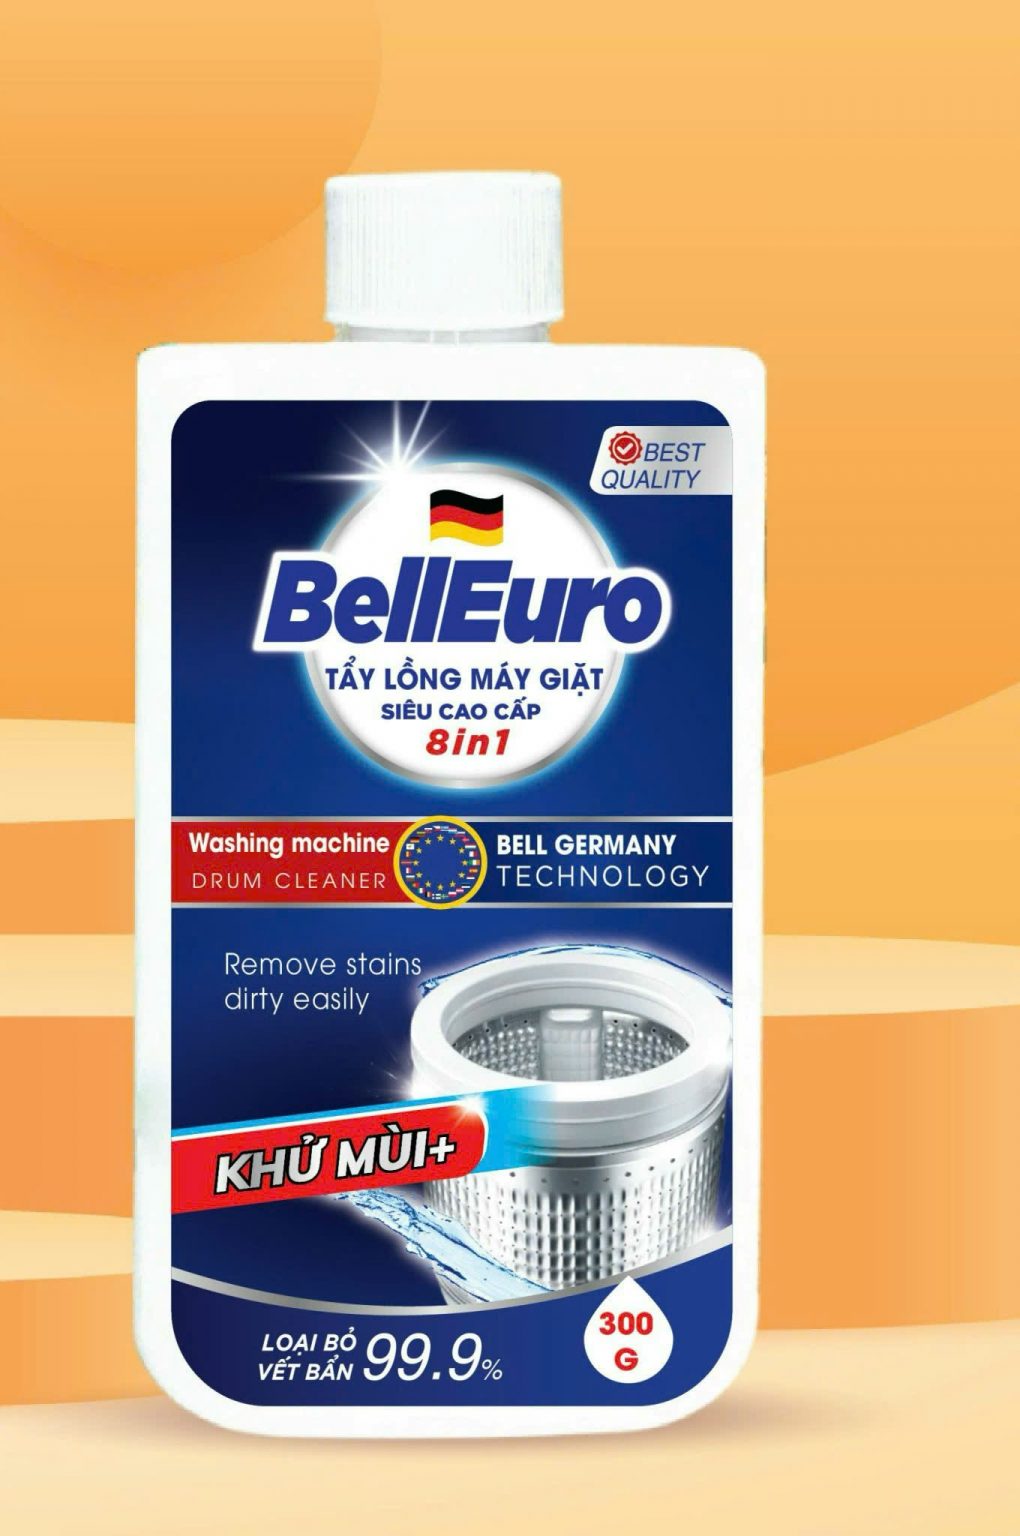 BEST
QUALITY
BellEuro
TẨY LỒNG MÁY GIẶT
SIÊU CAO CẤP
8in1
Washing machine
DRUM CLEANER
BELL GERMANY
TECHNOLOGY
Remove stains
dirty easily
KHỬ MÙI+
LOẠI BỎ
VẾT BẨN 99.9%
300
G